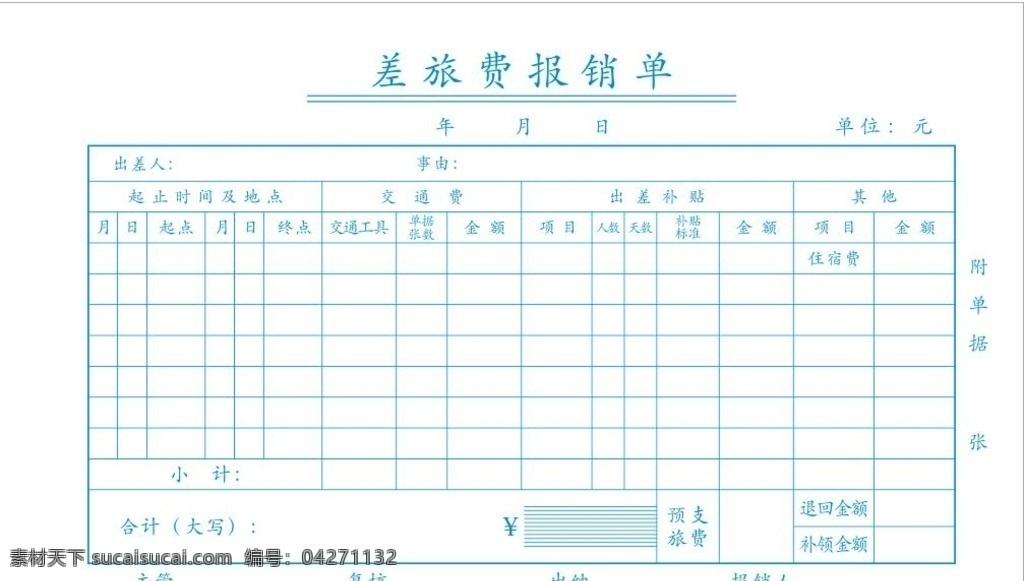 差旅费报销单
年 月 日 单位：元
出差人： 事由：
起止时间及地点 交通费 出差补贴 其他
月 日 起点 月 日 终点 交通工具 单据张数 金额 项目 人数 天数 补贴标准 金额 项目 金额
住宿费
附单据 张
小计：
合计（大写）： ¥ 预支旅费 退回金额
补领金额
素材天下 sucaisucai.com 编号：04271132
主管 复核 出纳 报销人